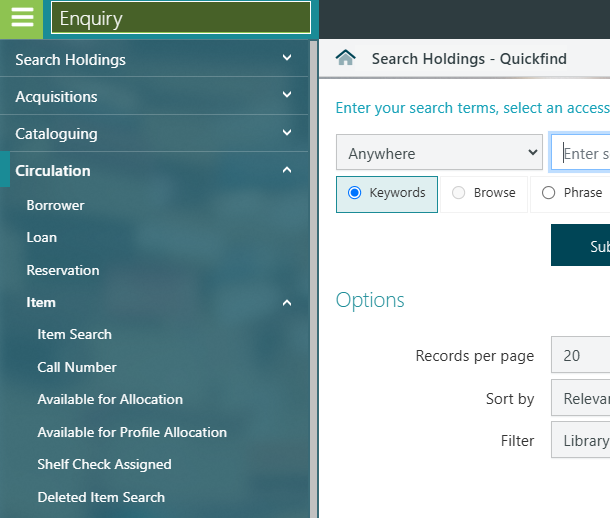 Enquiry
Search Holdings
Acquisitions
Cataloguing
Circulation
Borrower
Loan
Reservation
Item
Item Search
Call Number
Available for Allocation
Available for Profile Allocation
Shelf Check Assigned
Deleted Item Search
Search Holdings - Quickfind
Enter your search terms, select an access
Anywhere
Enter s
Keywords Browse Phrase
Sub
Options
Records per page 20
Sort by Relevan
Filter Library